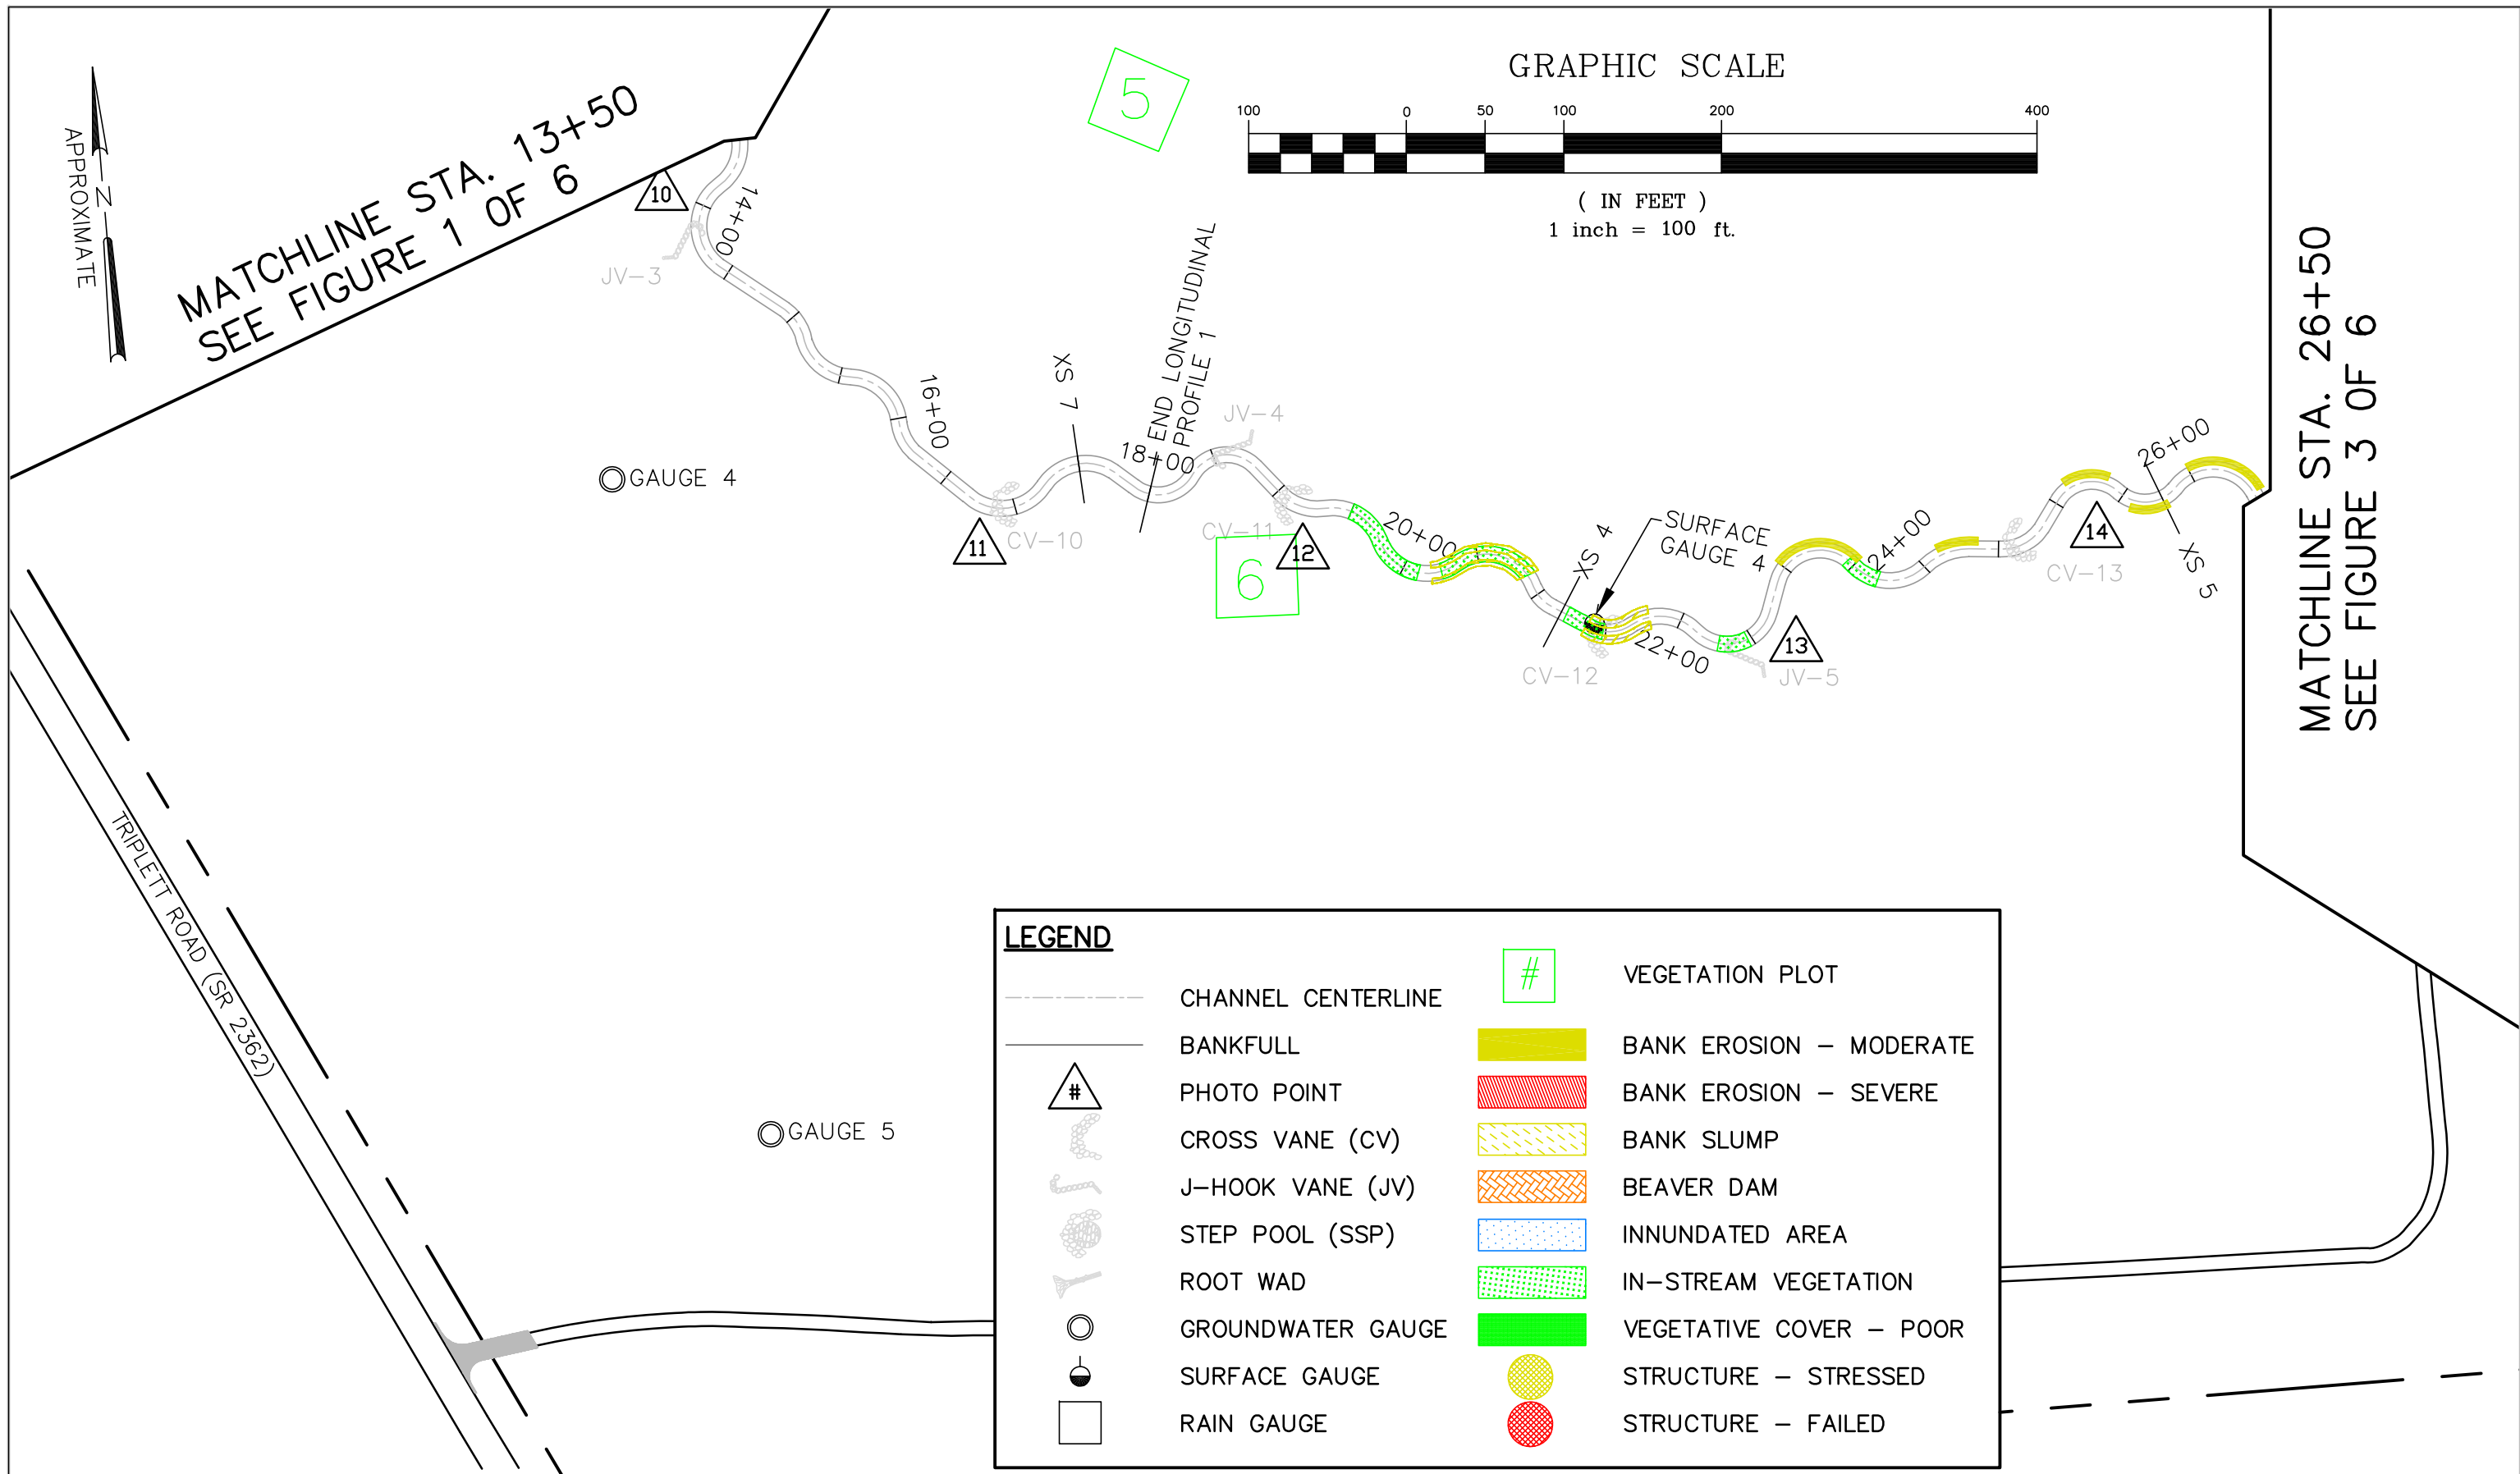 GRAPHIC SCALE
100 0 50 100 200 400
( IN FEET )
1 inch = 100 ft.
5
N
APPROXIMATE
MATCHLINE STA. 13+50
SEE FIGURE 1 OF 6
10
14+00
JV-3
16+00
XS 7
END LONGITUDINAL
PROFILE 1
18+00
JV-4
GAUGE 4
11
CV-10
CV-11
12
6
20+00
XS 4
SURFACE
GAUGE 4
CV-12
22+00
13
JV-5
24+00
CV-13
14
26+00
XS 5
MATCHLINE STA. 26+50
SEE FIGURE 3 OF 6
TRIPLETT ROAD (SR 2362)
GAUGE 5
LEGEND
CHANNEL CENTERLINE
BANKFULL
# PHOTO POINT
CROSS VANE (CV)
J-HOOK VANE (JV)
STEP POOL (SSP)
ROOT WAD
GROUNDWATER GAUGE
SURFACE GAUGE
RAIN GAUGE
# VEGETATION PLOT
BANK EROSION - MODERATE
BANK EROSION - SEVERE
BANK SLUMP
BEAVER DAM
INNUNDATED AREA
IN-STREAM VEGETATION
VEGETATIVE COVER - POOR
STRUCTURE - STRESSED
STRUCTURE - FAILED